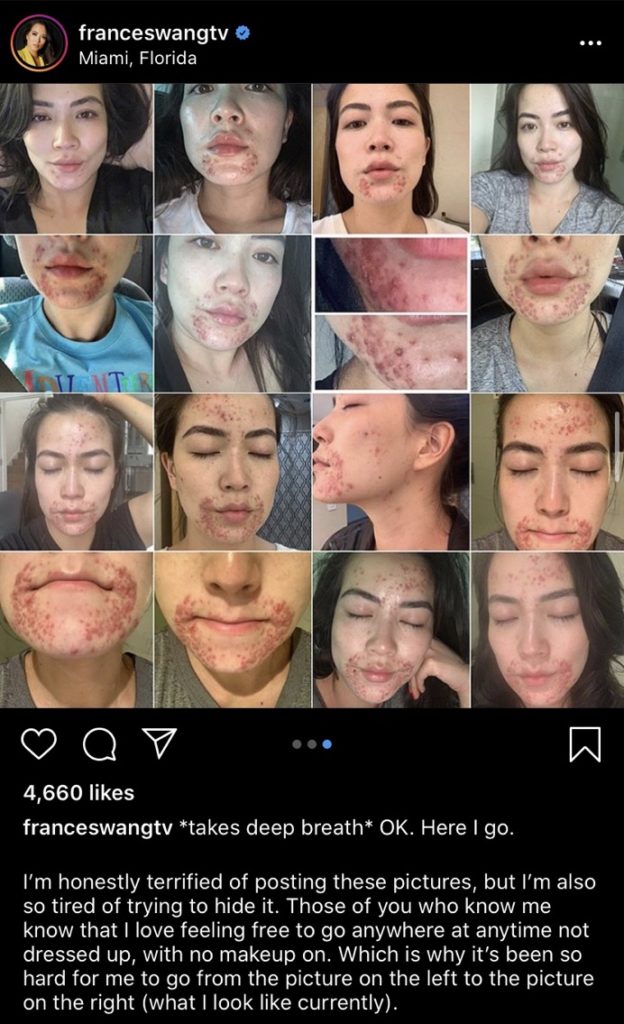 franceswangtv
Miami, Florida
ADVENTUR
4,660 likes
franceswangtv *takes deep breath* OK. Here I go.
I’m honestly terrified of posting these pictures, but I’m also
so tired of trying to hide it. Those of you who know me
know that I love feeling free to go anywhere at anytime not
dressed up, with no makeup on. Which is why it’s been so
hard for me to go from the picture on the left to the picture
on the right (what I look like currently).